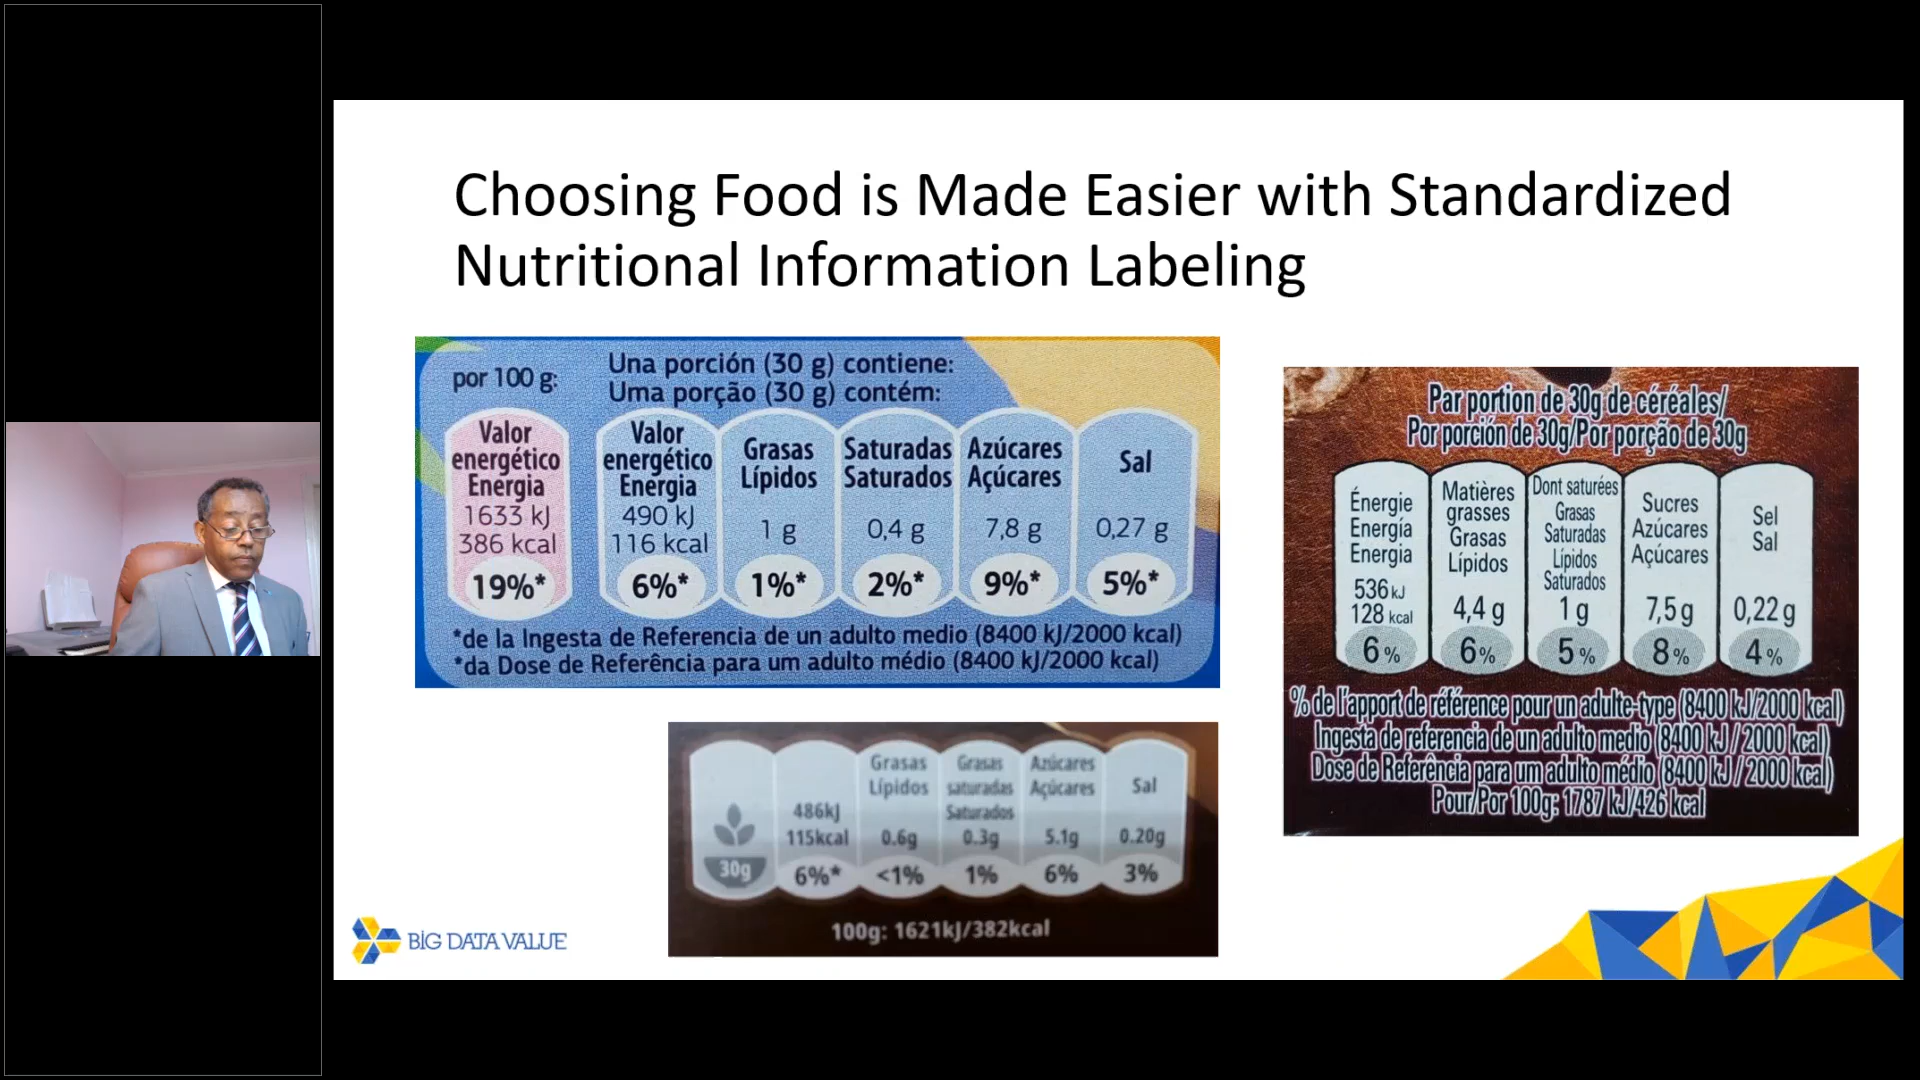 Choosing Food is Made Easier with Standardized
Nutritional Information Labeling
por 100 g:
Una porción (30 g) contiene:
Uma porção (30 g) contém:
Valor
energético
Energia
1633 kJ
386 kcal
19%*
Valor
energético
Energia
490 kJ
116 kcal
6%*
Grasas
Lípidos
1 g
1%*
Saturadas
Saturados
0,4 g
2%*
Azúcares
Açúcares
7,8 g
9%*
Sal
0,27 g
5%*
*de la Ingesta de Referencia de un adulto medio (8400 kJ/2000 kcal)
*da Dose de Referência para um adulto médio (8400 kJ/2000 kcal)
Par portion de 30g de céréales/
Por porción de 30g/Por porção de 30g
Énergie
Energía
Energia
536 kJ
128 kcal
6%
Matières
grasses
Grasas
Lípidos
4,4 g
6%
Dont saturées
Grasas
Saturadas
Lípidos
Saturados
1 g
5%
Sucres
Azúcares
Açúcares
7,5 g
8%
Sel
Sal
0,22 g
4%
% de l'apport de référence pour un adulte-type (8400 kJ/2000 kcal)
Ingesta de referencia de un adulto medio (8400 kJ / 2000 kcal)
Dose de Referência para um adulto médio (8400 kJ / 2000 kcal)
Pour/Por 100g: 1787 kJ/426 kcal
30g
486kJ
115kcal
6%*
Grasas
Lípidos
0.6g
<1%
Grasas
saturadas
Saturados
0.3g
1%
Azúcares
Açúcares
5.1g
6%
Sal
0.20g
3%
100g: 1621kJ/382kcal
BIG DATA VALUE